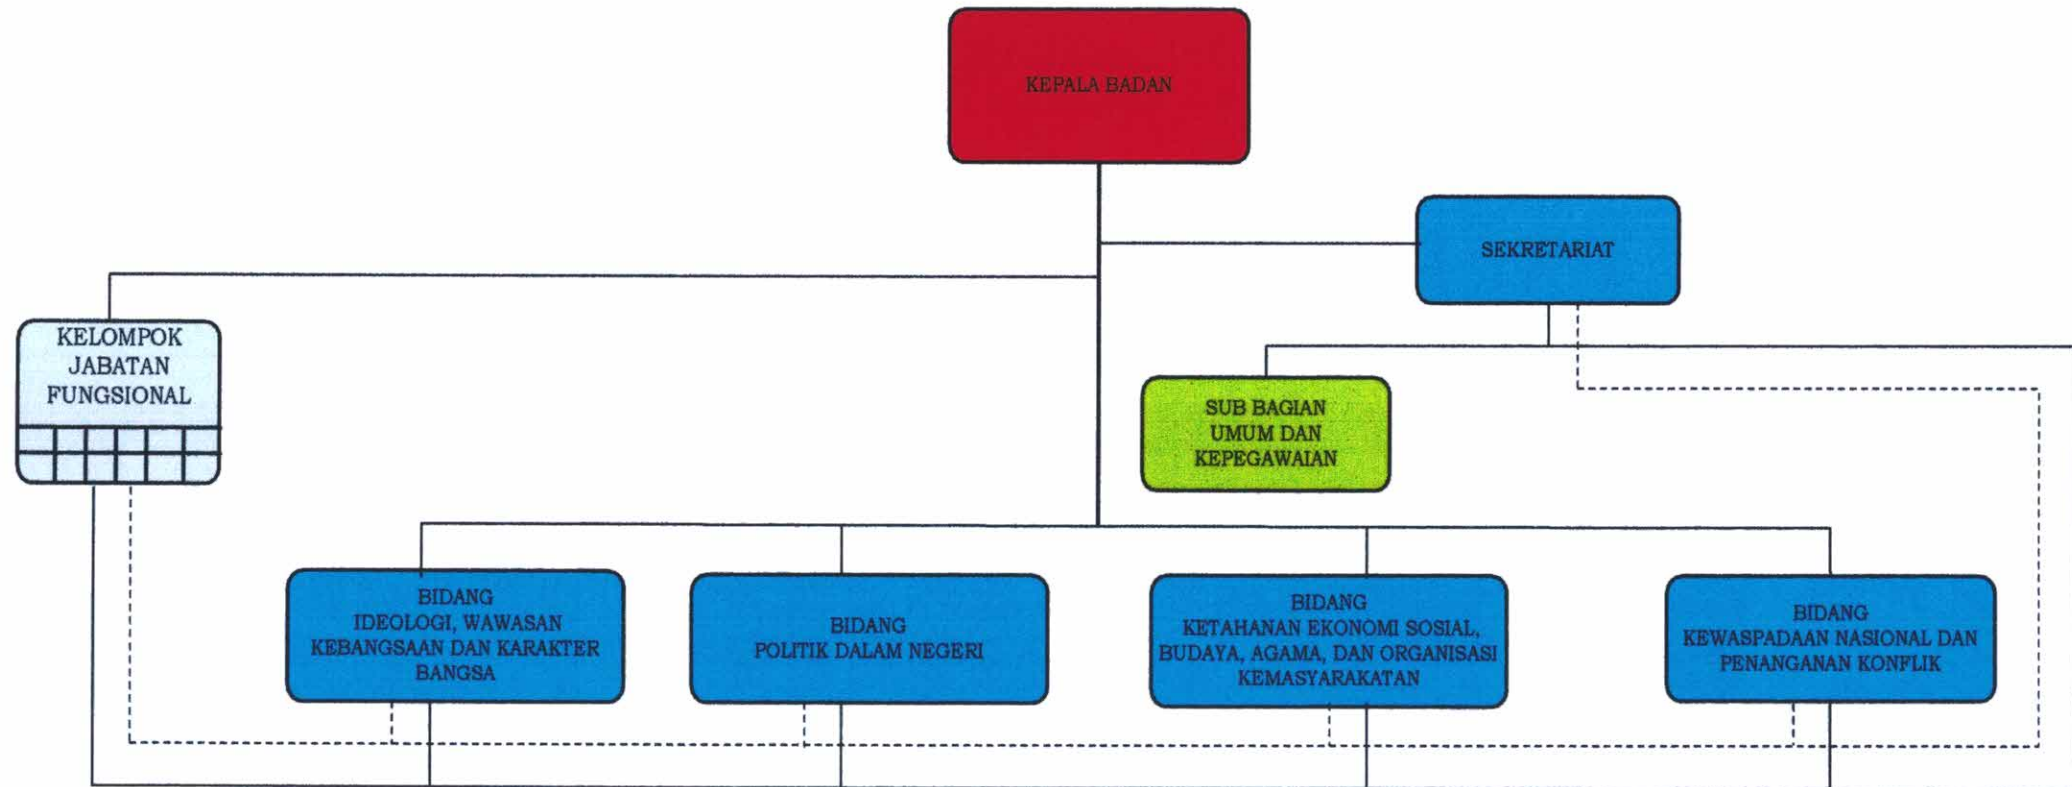 KEPALA BADAN
SEKRETARIAT
KELOMPOK
JABATAN
FUNGSIONAL
SUB BAGIAN
UMUM DAN
KEPEGAWAIAN
BIDANG
IDEOLOGI, WAWASAN
KEBANGSAAN DAN KARAKTER
BANGSA
BIDANG
POLITIK DALAM NEGERI
BIDANG
KETAHANAN EKONOMI SOSIAL,
BUDAYA, AGAMA, DAN ORGANISASI
KEMASYARAKATAN
BIDANG
KEWASPADAAN NASIONAL DAN
PENANGANAN KONFLIK